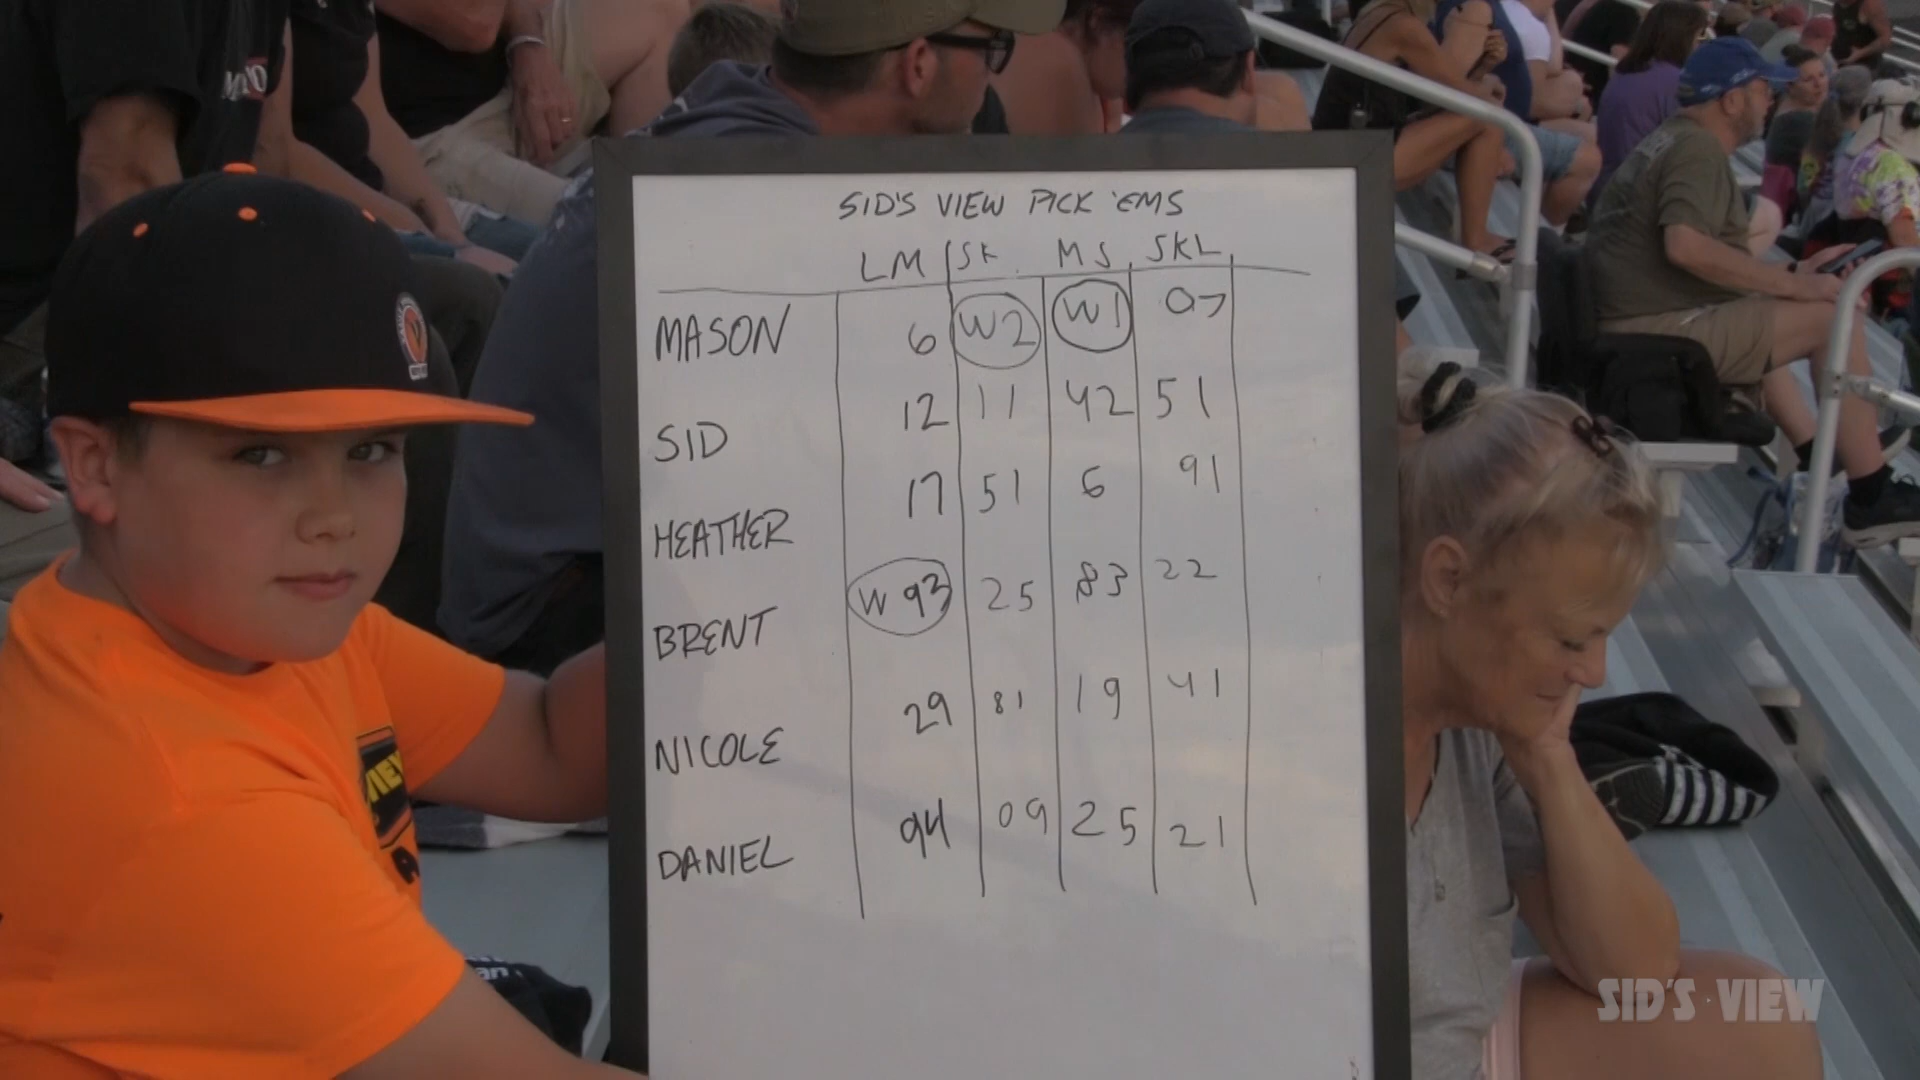 SID'S VIEW PICK 'EMS
LM SK MS SKL
MASON 6 W2 W1 07
SID 12 11 42 51
HEATHER 17 51 6 91
BRENT W 93 25 83 22
NICOLE 29 81 19 41
DANIEL 94 09 25 21
SID'S VIEW